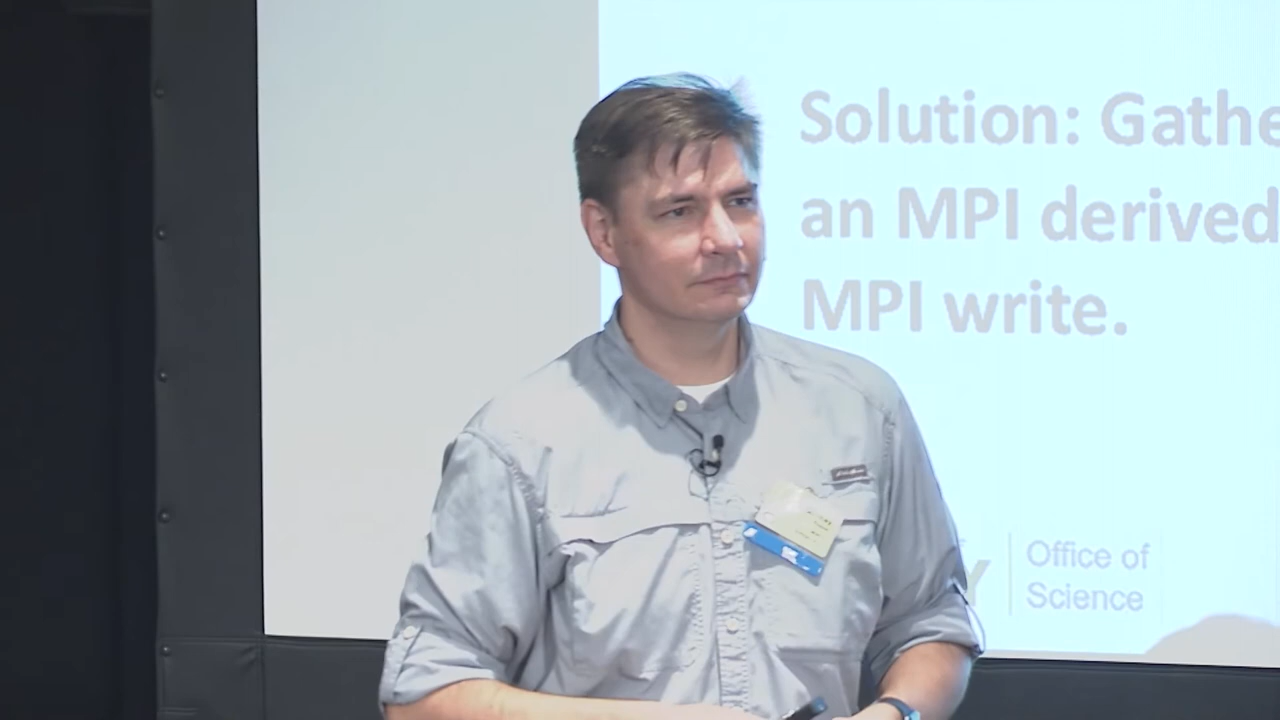 Solution: Gathe
an MPI derived
MPI write.
Y
Office of
Science